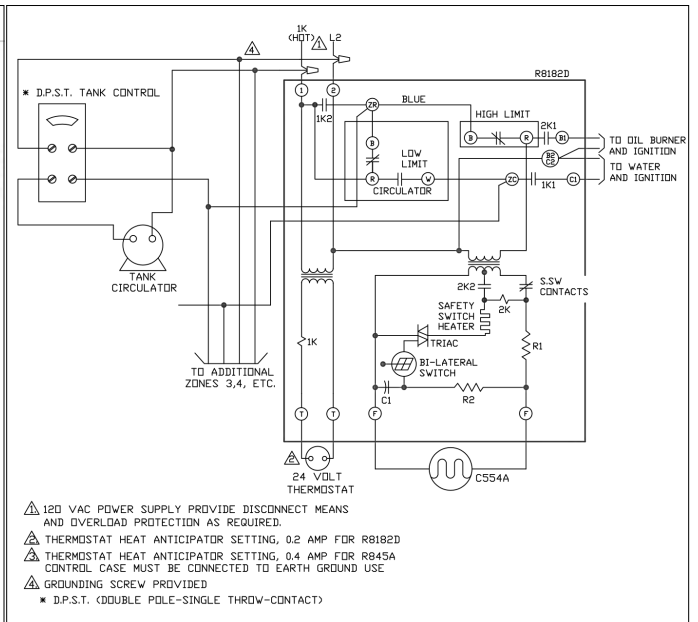 1K
(HOT) 1 L2
4
R8182D
* D.P.S.T. TANK CONTROL
1 2
1K2
ZR
BLUE
HIGH LIMIT
B R 2K1 B1
TO OIL BURNER
AND IGNITION
B2
C2
TO WATER
AND IGNITION
B
LOW
LIMIT
R W
CIRCULATOR
ZC 1K1 C1
TANK
CIRCULATOR
2K2
S.SW
CONTACTS
2K
SAFETY
SWITCH
HEATER
TRIAC
R1
1K
BI-LATERAL
SWITCH
C1 R2
TO ADDITIONAL
ZONES 3,4, ETC.
T T F F
2
24 VOLT
THERMOSTAT
C554A
1. 120 VAC POWER SUPPLY PROVIDE DISCONNECT MEANS
AND OVERLOAD PROTECTION AS REQUIRED.
2 THERMOSTAT HEAT ANTICIPATOR SETTING, 0.2 AMP FOR R8182D
3 THERMOSTAT HEAT ANTICIPATOR SETTING, 0.4 AMP FOR R845A
CONTROL CASE MUST BE CONNECTED TO EARTH GROUND USE
4 GROUNDING SCREW PROVIDED
* D.P.S.T. (DOUBLE POLE-SINGLE THROW-CONTACT)